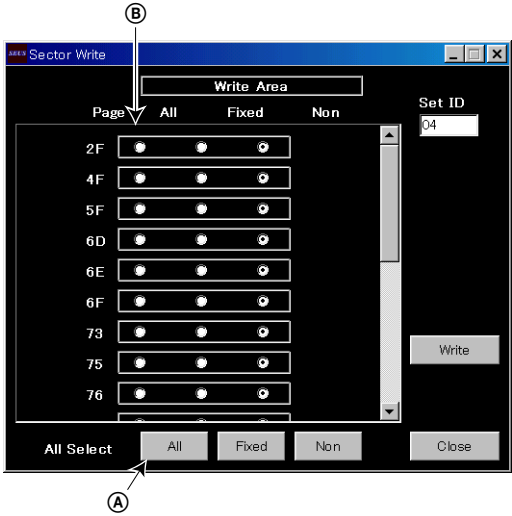 B
SEUS Sector Write
Write Area
Page All Fixed Non
Set ID
04
2F
4F
5F
6D
6E
6F
73
75
76
Write
All Select All Fixed Non Close
A